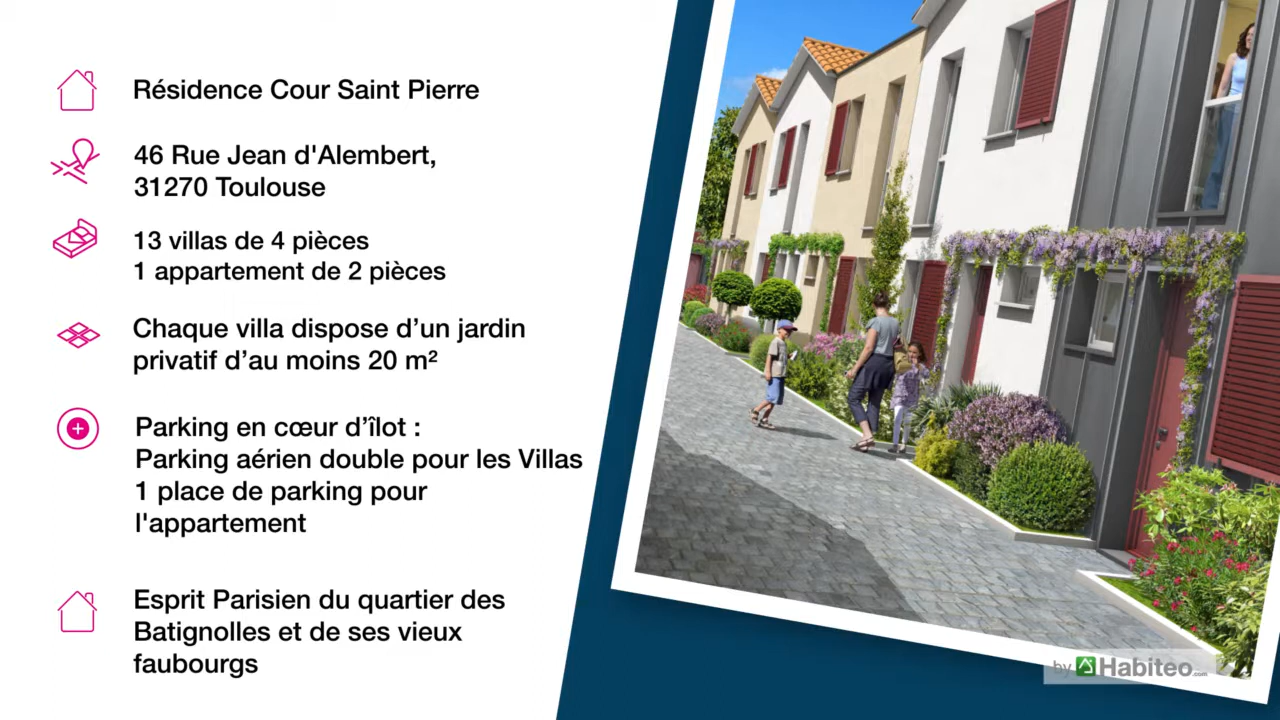 Résidence Cour Saint Pierre
46 Rue Jean d'Alembert,
31270 Toulouse
13 villas de 4 pièces
1 appartement de 2 pièces
Chaque villa dispose d’un jardin
privatif d’au moins 20 m²
Parking en cœur d’îlot :
Parking aérien double pour les Villas
1 place de parking pour
l'appartement
Esprit Parisien du quartier des
Batignolles et de ses vieux
faubourgs
by Habiteo.com